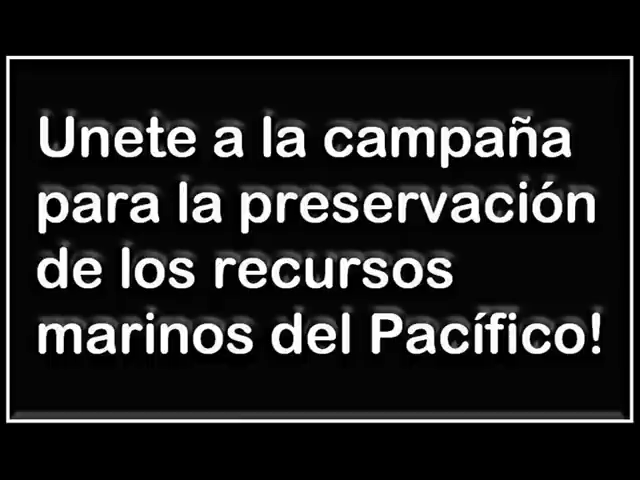 Unete a la campaña
para la preservación
de los recursos
marinos del Pacífico!